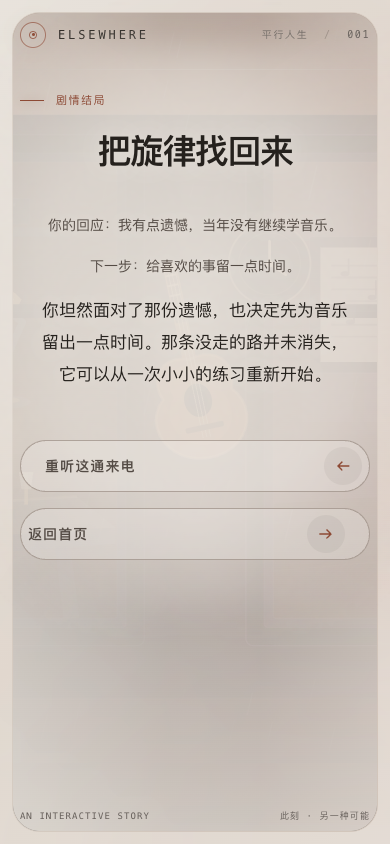 ELSEWHERE
平行人生 / 001
剧情结局
把旋律找回来
你的回应：我有点遗憾，当年没有继续学音乐。
下一步：给喜欢的事留一点时间。
你坦然面对了那份遗憾，也决定先为音乐
留出一点时间。那条没走的路并未消失，
它可以从一次小小的练习重新开始。
重听这通来电
返回首页
AN INTERACTIVE STORY
此刻 · 另一种可能